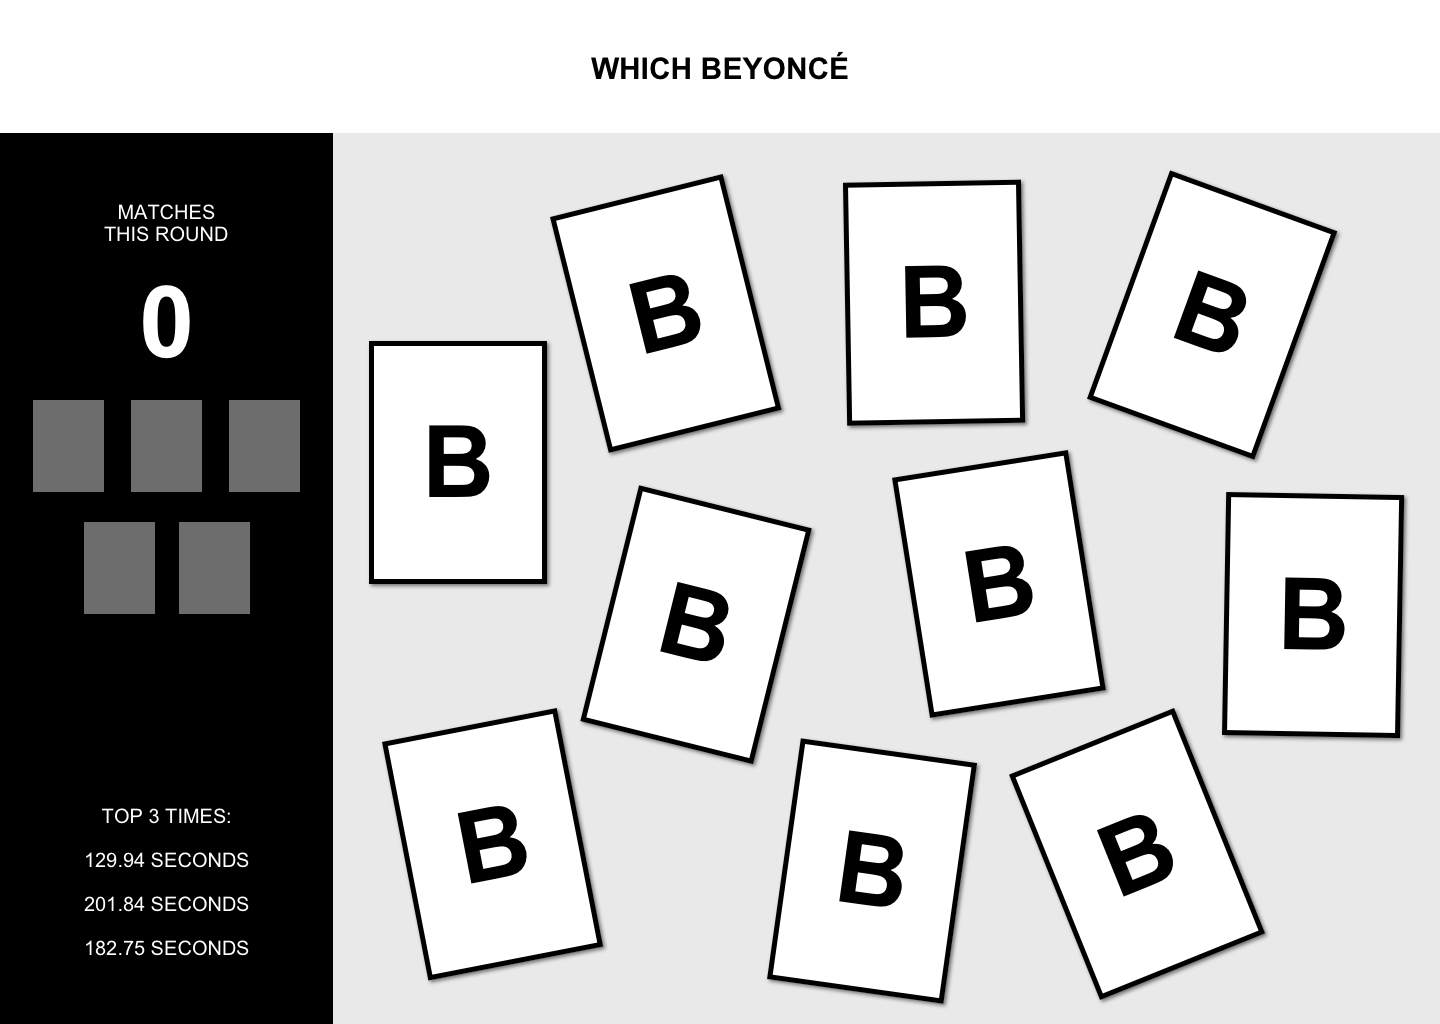 WHICH BEYONCÉ
MATCHES
THIS ROUND
0
TOP 3 TIMES:
129.94 SECONDS
201.84 SECONDS
182.75 SECONDS
B
B
B
B
B
B
B
B
B
B